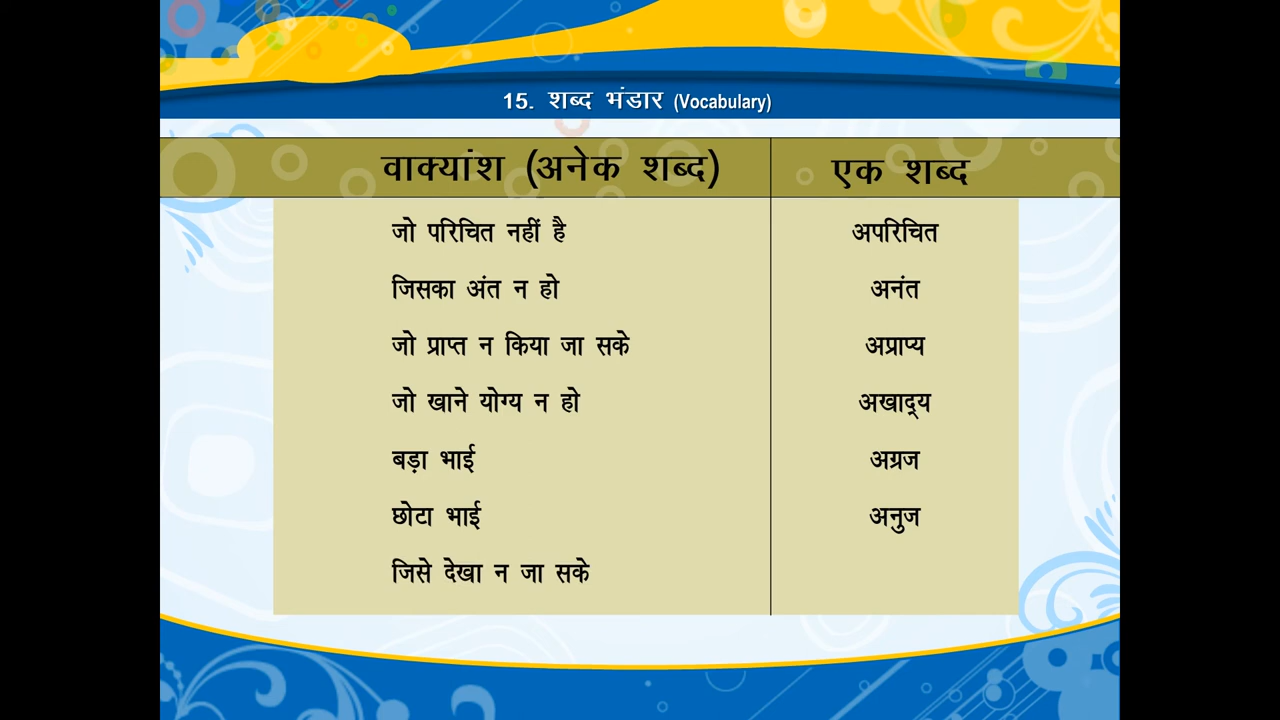 15. शब्द भंडार (Vocabulary)
वाक्यांश (अनेक शब्द) एक शब्द
जो परिचित नहीं है अपरिचित
जिसका अंत न हो अनंत
जो प्राप्त न किया जा सके अप्राप्य
जो खाने योग्य न हो अखाद्‌य
बड़ा भाई अग्रज
छोटा भाई अनुज
जिसे देखा न जा सके